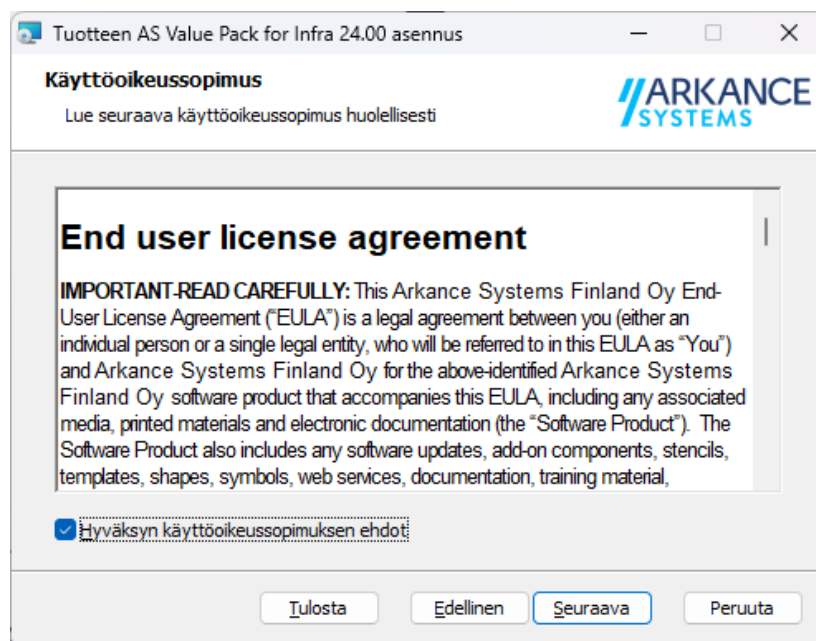 Tuotteen AS Value Pack for Infra 24.00 asennus
Käyttöoikeussopimus
Lue seuraava käyttöoikeussopimus huolellisesti
ARKANCE
SYSTEMS
End user license agreement
IMPORTANT-READ CAREFULLY: This Arkance Systems Finland Oy End-
User License Agreement (“EULA”) is a legal agreement between you (either an
individual person or a single legal entity, who will be referred to in this EULA as “You”)
and Arkance Systems Finland Oy for the above-identified Arkance Systems
Finland Oy software product that accompanies this EULA, including any associated
media, printed materials and electronic documentation (the “Software Product”). The
Software Product also includes any software updates, add-on components, stencils,
templates, shapes, symbols, web services, documentation, training material,
Hyväksyn käyttöoikeussopimuksen ehdot
Tulosta Edellinen Seuraava Peruuta